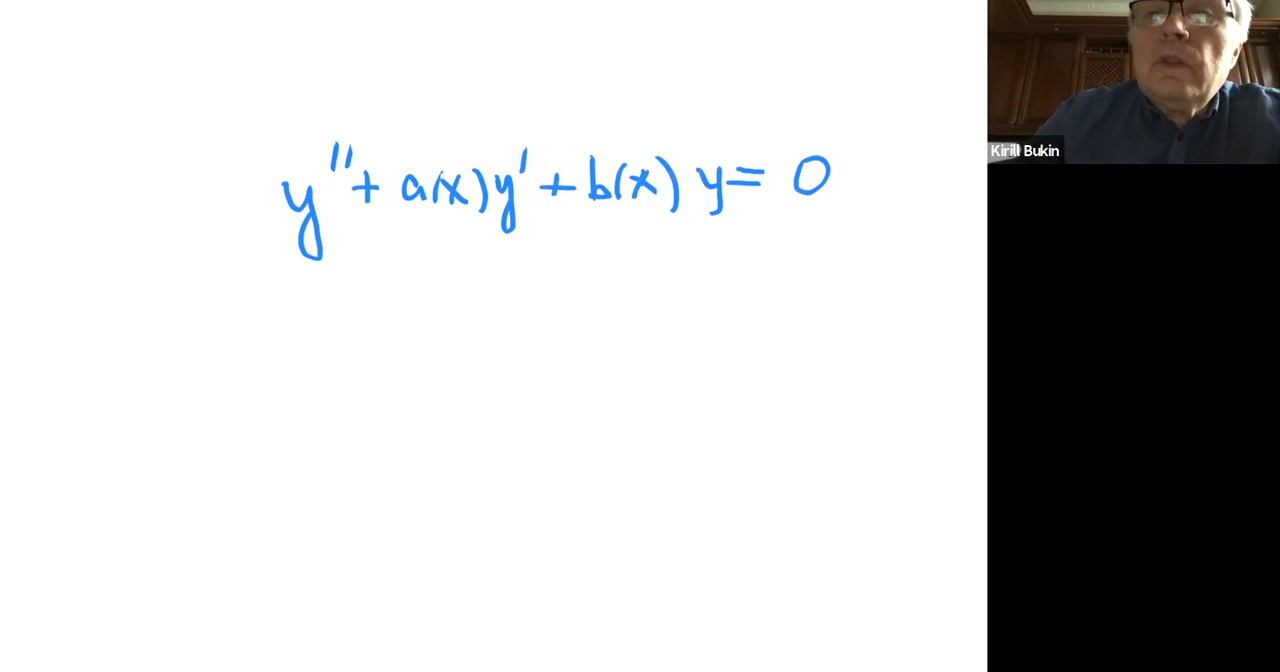 y'' + a(x)y' + b(x) y = 0
Kirill Bukin